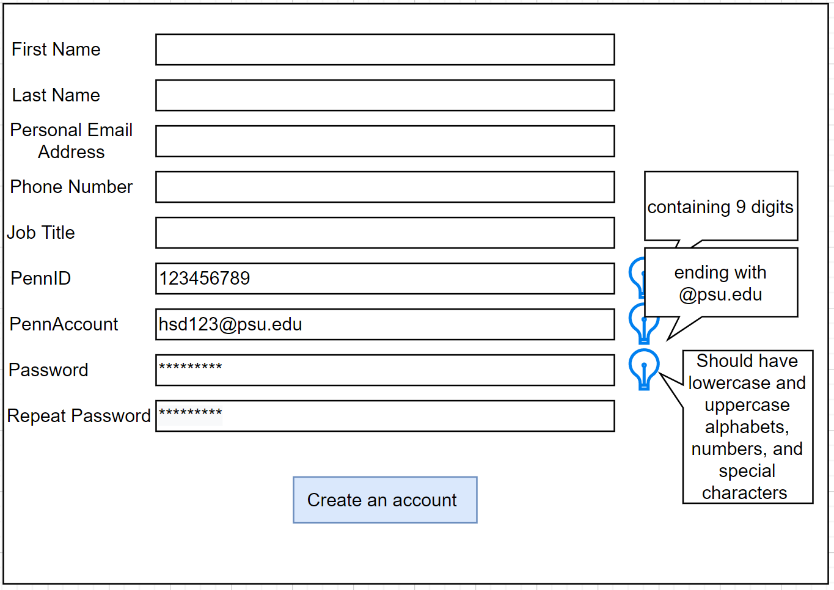 First Name
Last Name
Personal Email
Address
Phone Number
containing 9 digits
Job Title
PennID
123456789
ending with
@psu.edu
PennAccount
hsd123@psu.edu
Password
*********
Should have
lowercase and
uppercase
alphabets,
numbers, and
special
characters
Repeat Password
*********
Create an account